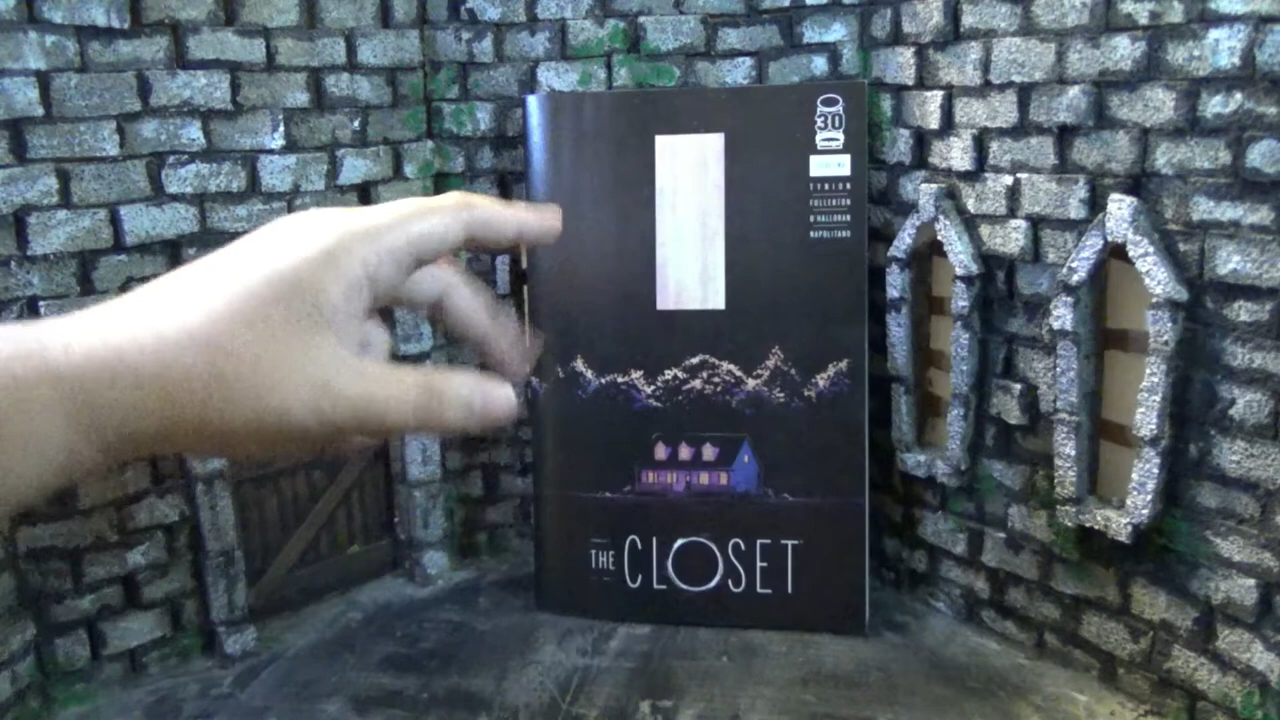 30
TYNION
FULLERTON
O'HALLORAN
NAPOLITANO
THE CLOSET